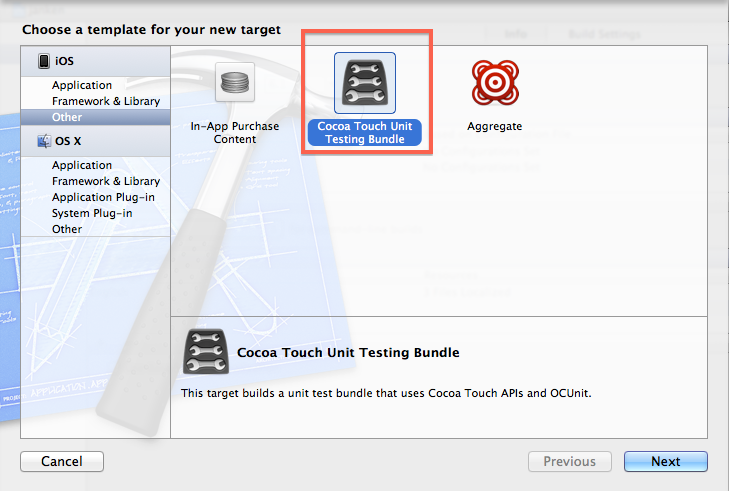 Choose a template for your new target
iOS
Application
Framework & Library
Other
OS X
Application
Framework & Library
Application Plug-in
System Plug-in
Other
In-App Purchase
Content
Cocoa Touch Unit
Testing Bundle
Aggregate
Cocoa Touch Unit Testing Bundle
This target builds a unit test bundle that uses Cocoa Touch APIs and OCUnit.
Cancel
Previous
Next